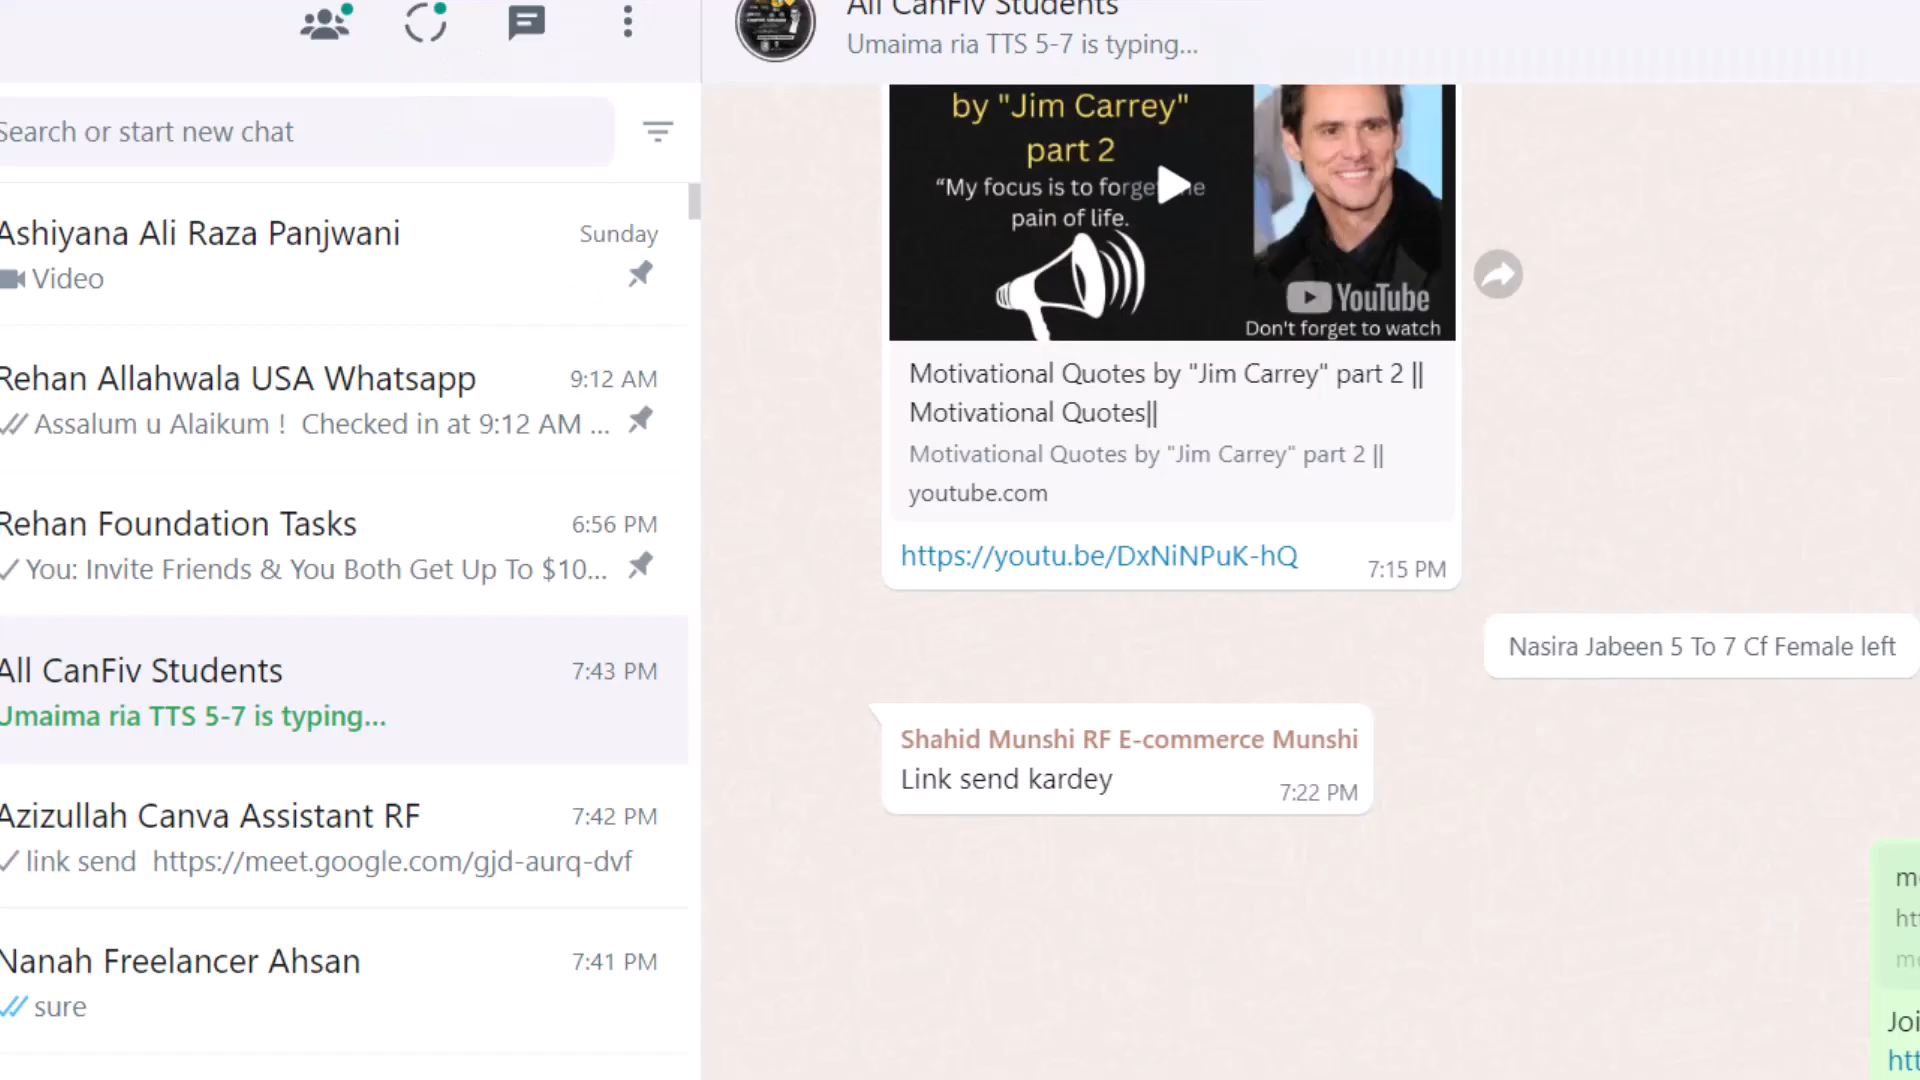 All CanFiv Students
Umaima ria TTS 5-7 is typing...
Search or start new chat
Ashiyana Ali Raza Panjwani
Sunday
Video
Rehan Allahwala USA Whatsapp
9:12 AM
Assalum u Alaikum ! Checked in at 9:12 AM ...
Rehan Foundation Tasks
6:56 PM
You: Invite Friends & You Both Get Up To $10...
All CanFiv Students
7:43 PM
Umaima ria TTS 5-7 is typing...
Azizullah Canva Assistant RF
7:42 PM
link send https://meet.google.com/gjd-aurq-dvf
Nanah Freelancer Ahsan
7:41 PM
sure
by "Jim Carrey"
part 2
“My focus is to forget the
pain of life.
YouTube
Don't forget to watch
Motivational Quotes by "Jim Carrey" part 2 ||
Motivational Quotes||
Motivational Quotes by "Jim Carrey" part 2 ||
youtube.com
https://youtu.be/DxNiNPuK-hQ
7:15 PM
Nasira Jabeen 5 To 7 Cf Female left
Shahid Munshi RF E-commerce Munshi
Link send kardey
7:22 PM